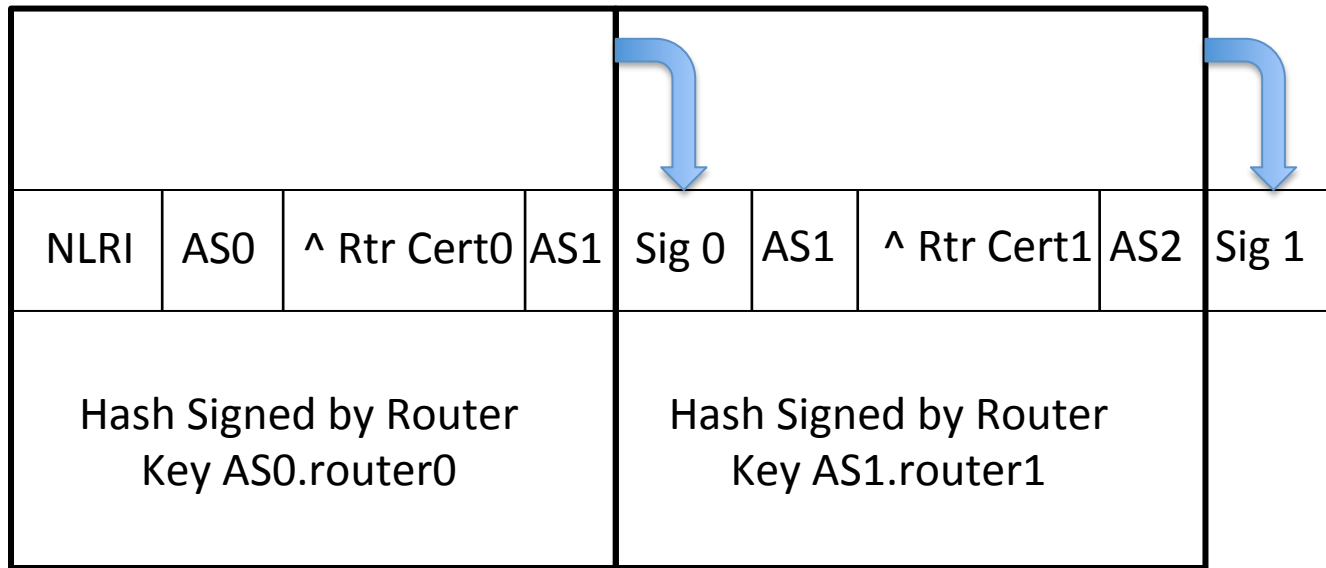 NLRI AS0 ^ Rtr Cert0 AS1 Sig 0 AS1 ^ Rtr Cert1 AS2 Sig 1
Hash Signed by Router
Key AS0.router0
Hash Signed by Router
Key AS1.router1